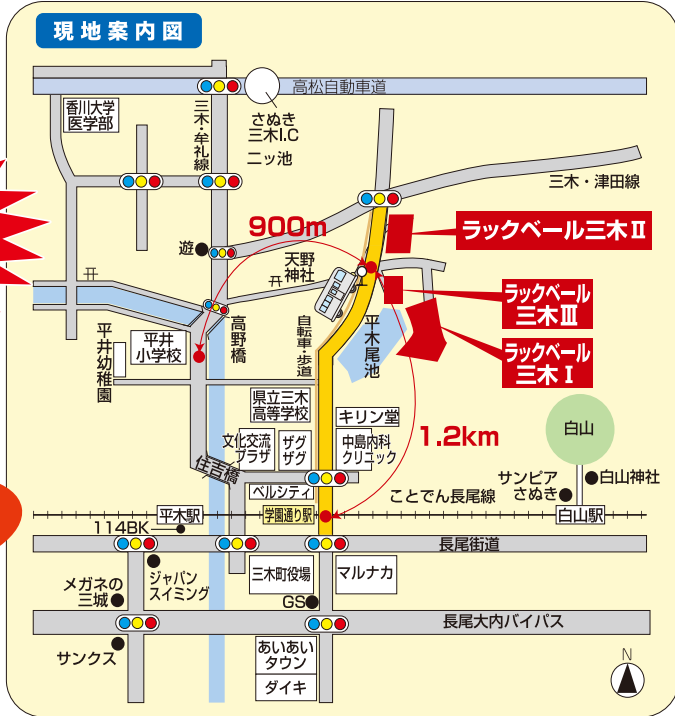 現地案内図
高松自動車道
香川大学
医学部
三木・牟礼線
さぬき
三木I.C
二ッ池
三木・津田線
900m
ラックベール三木Ⅱ
遊
天野
神社
ラックベール
三木Ⅲ
高野橋
自転車・歩道
平木尾池
平井
小学校
平井幼稚園
ラックベール
三木Ⅰ
県立三木
高等学校
キリン堂
文化交流
プラザ
ザグ
ザグ
中島内科
クリニック
1.2km
白山
住吉橋
ベルシティ
サンピア
さぬき
白山神社
ことでん長尾線
平木駅
学園通り駅
白山駅
114BK
長尾街道
メガネの
三城
ジャパン
スイミング
三木町役場
マルナカ
GS
長尾大内バイパス
サンクス
あいあい
タウン
ダイキ
N